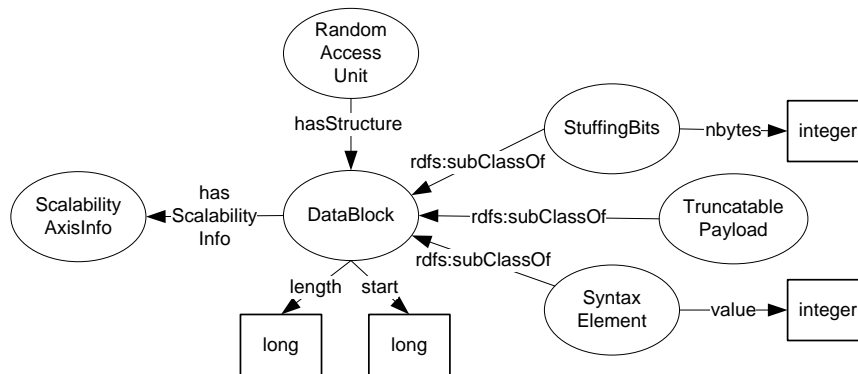 Random
Access
Unit
hasStructure
StuffingBits
nbytes
integer
rdfs:subClassOf
Scalability
AxisInfo
has
Scalability
Info
DataBlock
rdfs:subClassOf
Truncatable
Payload
rdfs:subClassOf
length
start
Syntax
Element
value
integer
long
long